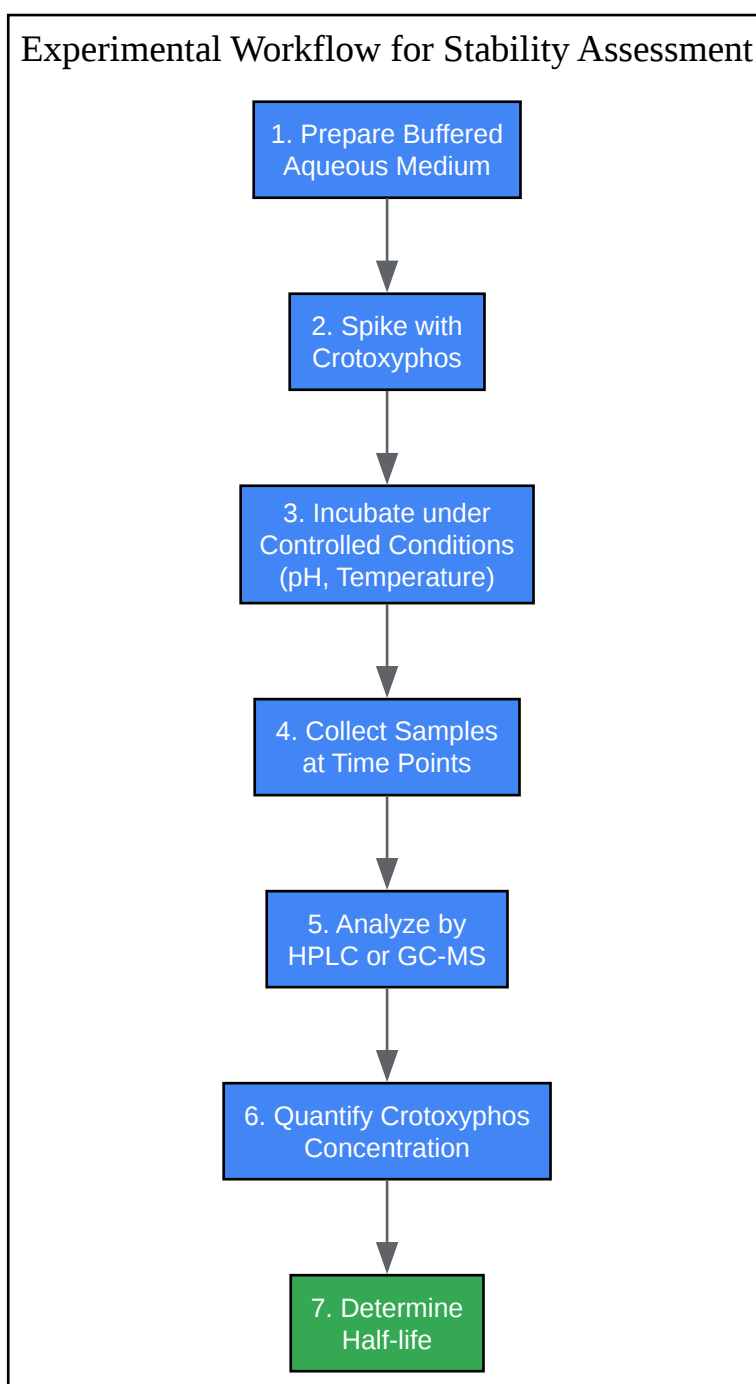 Experimental Workflow for Stability Assessment
1. Prepare Buffered
Aqueous Medium
2. Spike with
Crotoxyphos
3. Incubate under
Controlled Conditions
(pH, Temperature)
4. Collect Samples
at Time Points
5. Analyze by
HPLC or GC-MS
6. Quantify Crotoxyphos
Concentration
7. Determine
Half-life